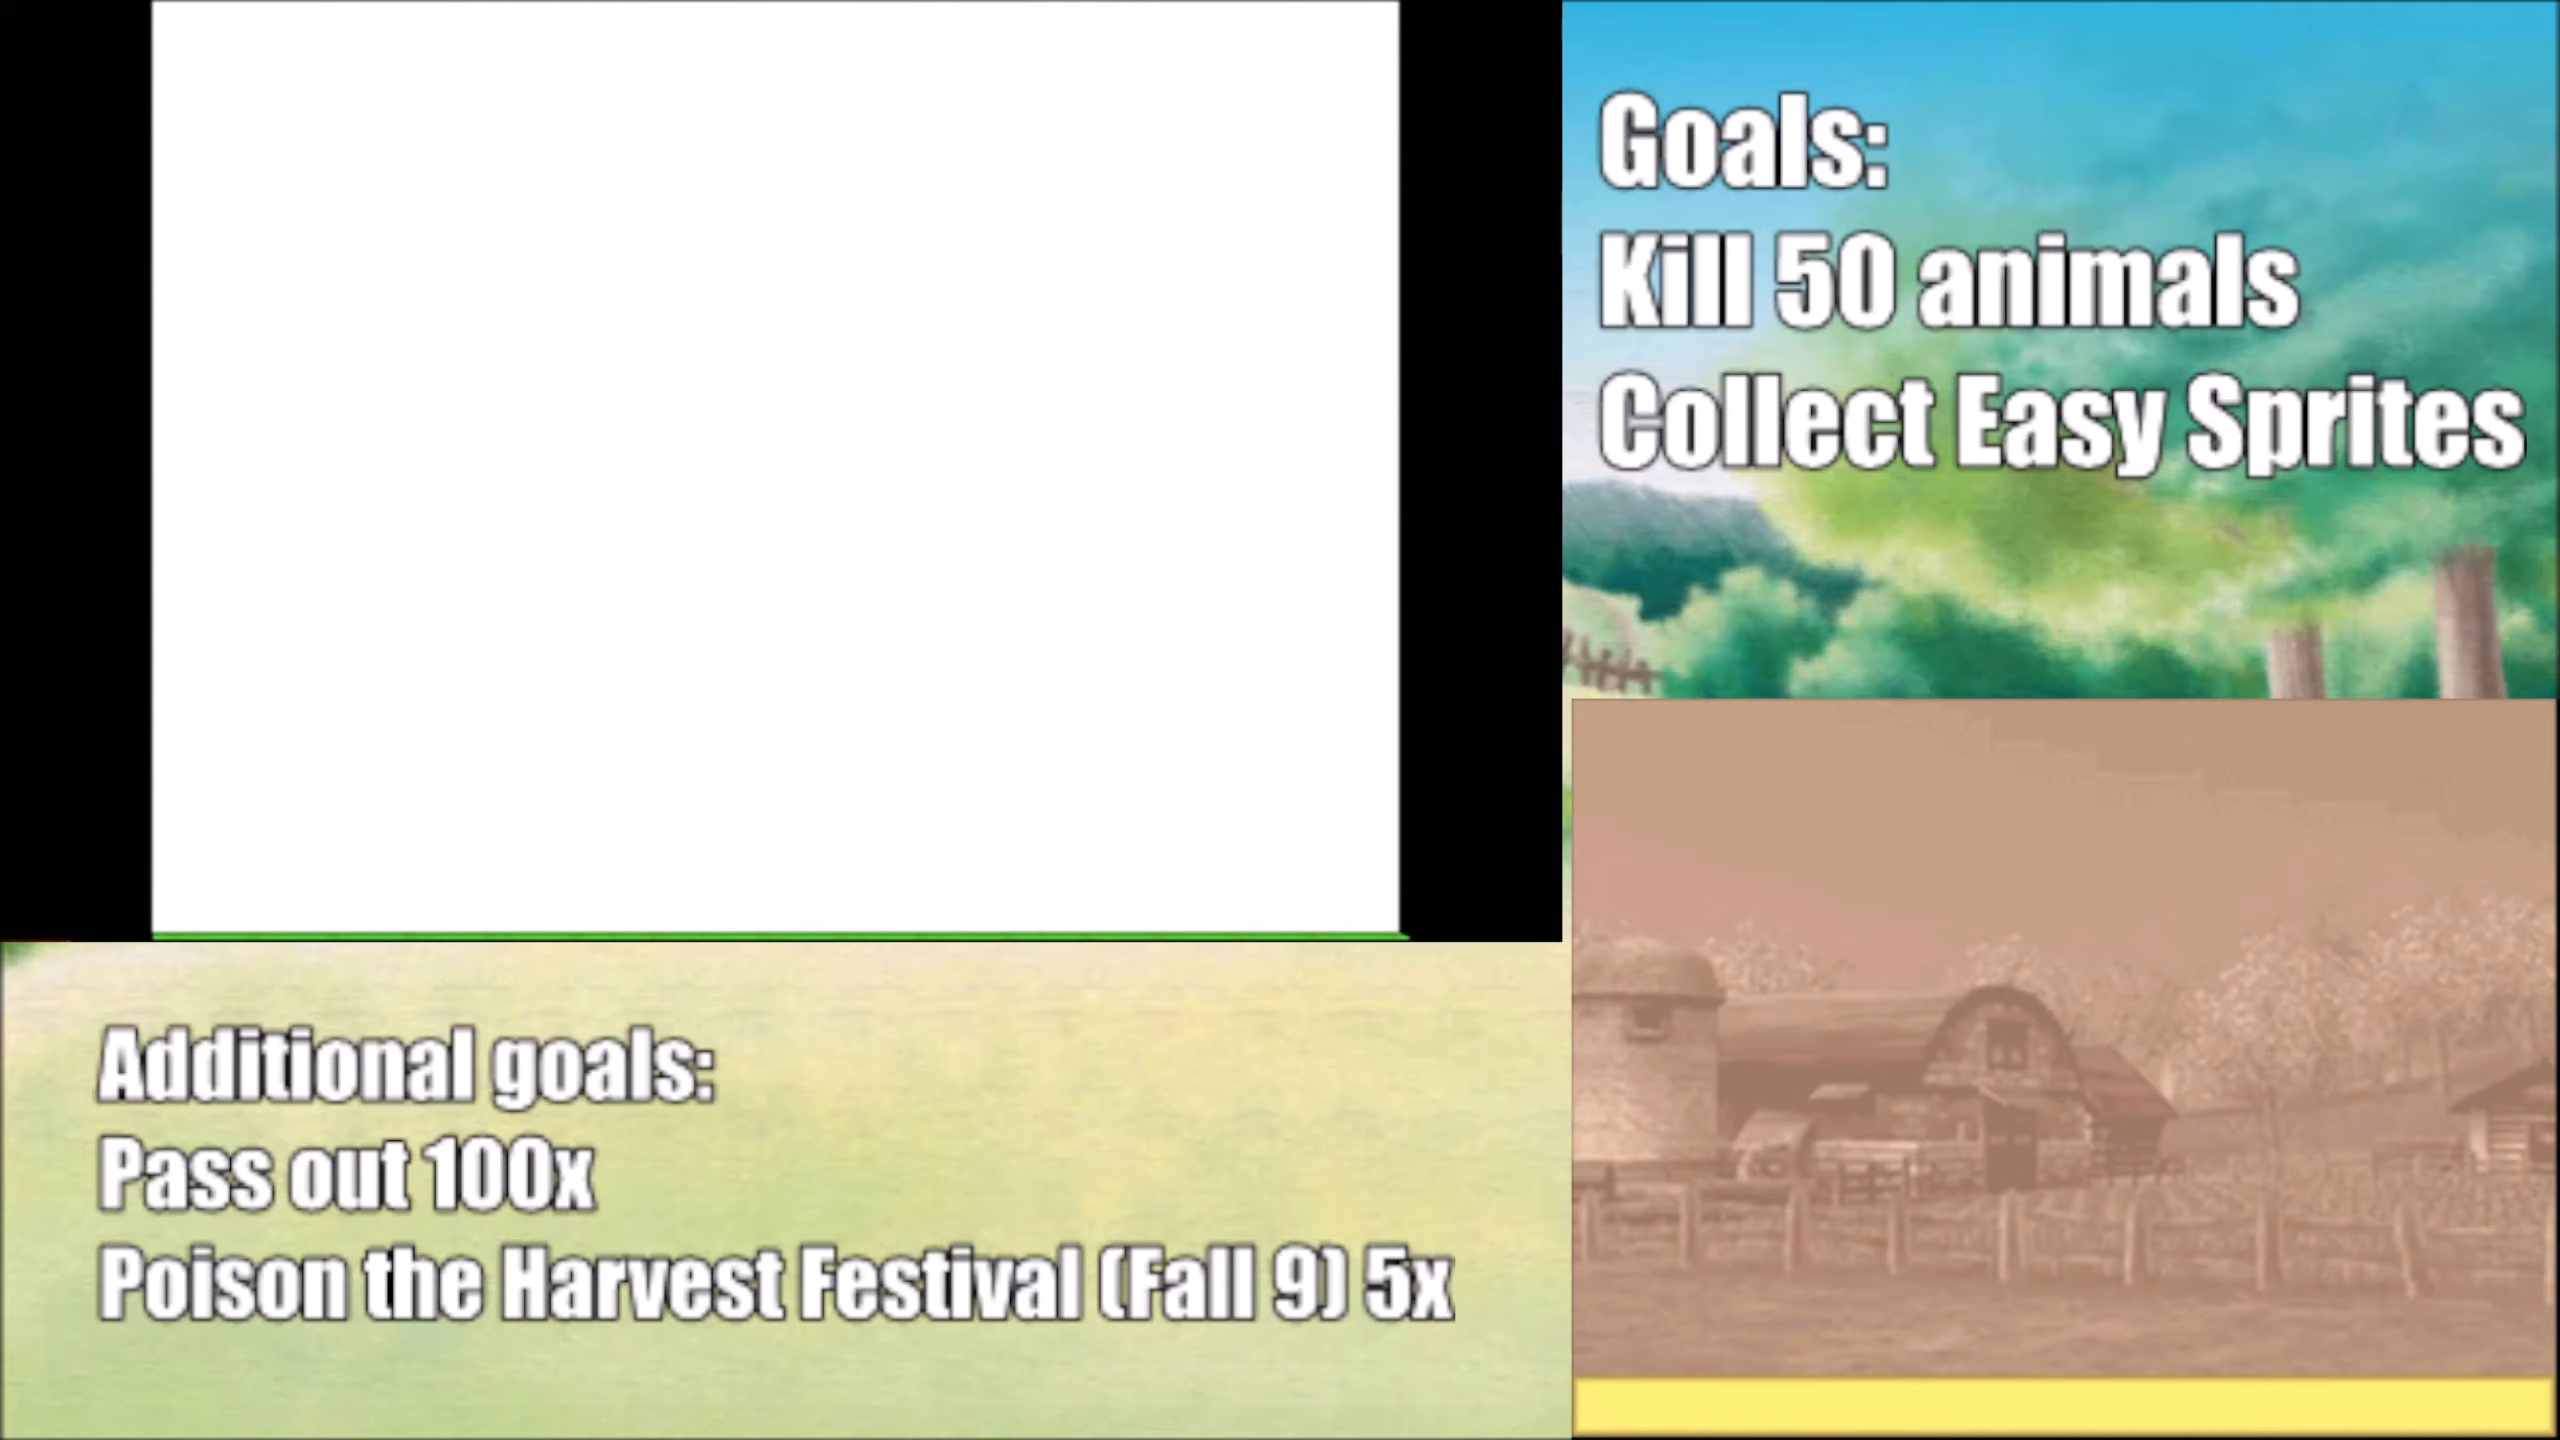 Goals:
Kill 50 animals
Collect Easy Sprites
Additional goals:
Pass out 100x
Poison the Harvest Festival (Fall 9) 5x